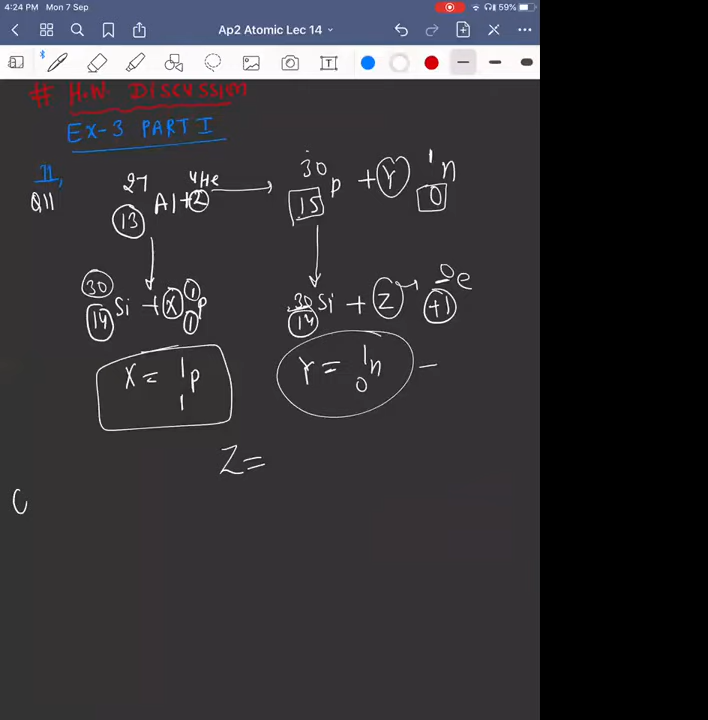 4:24 PM Mon 7 Sep
59%
Ap2 Atomic Lec 14
T
# H.W. DISCUSSION
EX-3 PART I
11,
Q11
27 13 Al + 4He 2 → 30 15 P + Y 1 0 n
30 14 Si + X 1 1 p
30 14 Si + Z → 0 +1 e
X = 1 1 p
Y = 1 0 n –
Z =